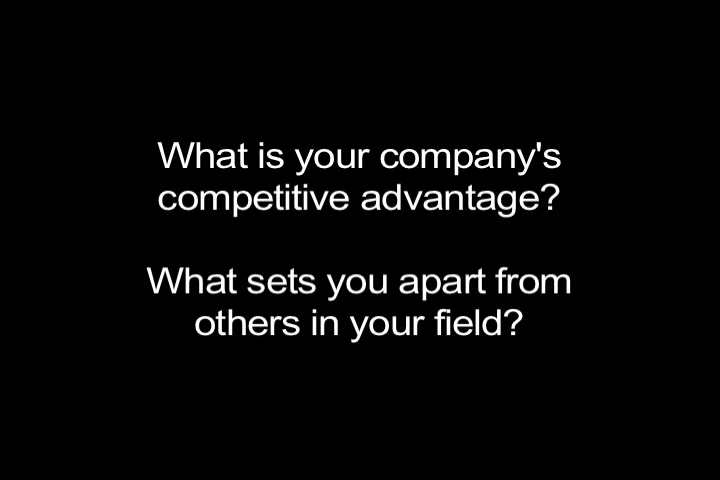 What is your company's
competitive advantage?
What sets you apart from
others in your field?